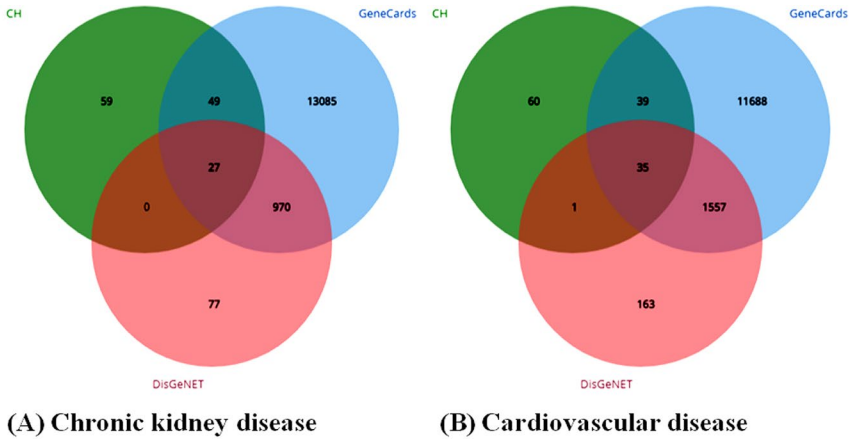 CH
GeneCards
59
49
13085
27
0
970
77
DisGeNET
(A) Chronic kidney disease
CH
GeneCards
60
39
11688
35
1
1557
163
DisGeNET
(B) Cardiovascular disease